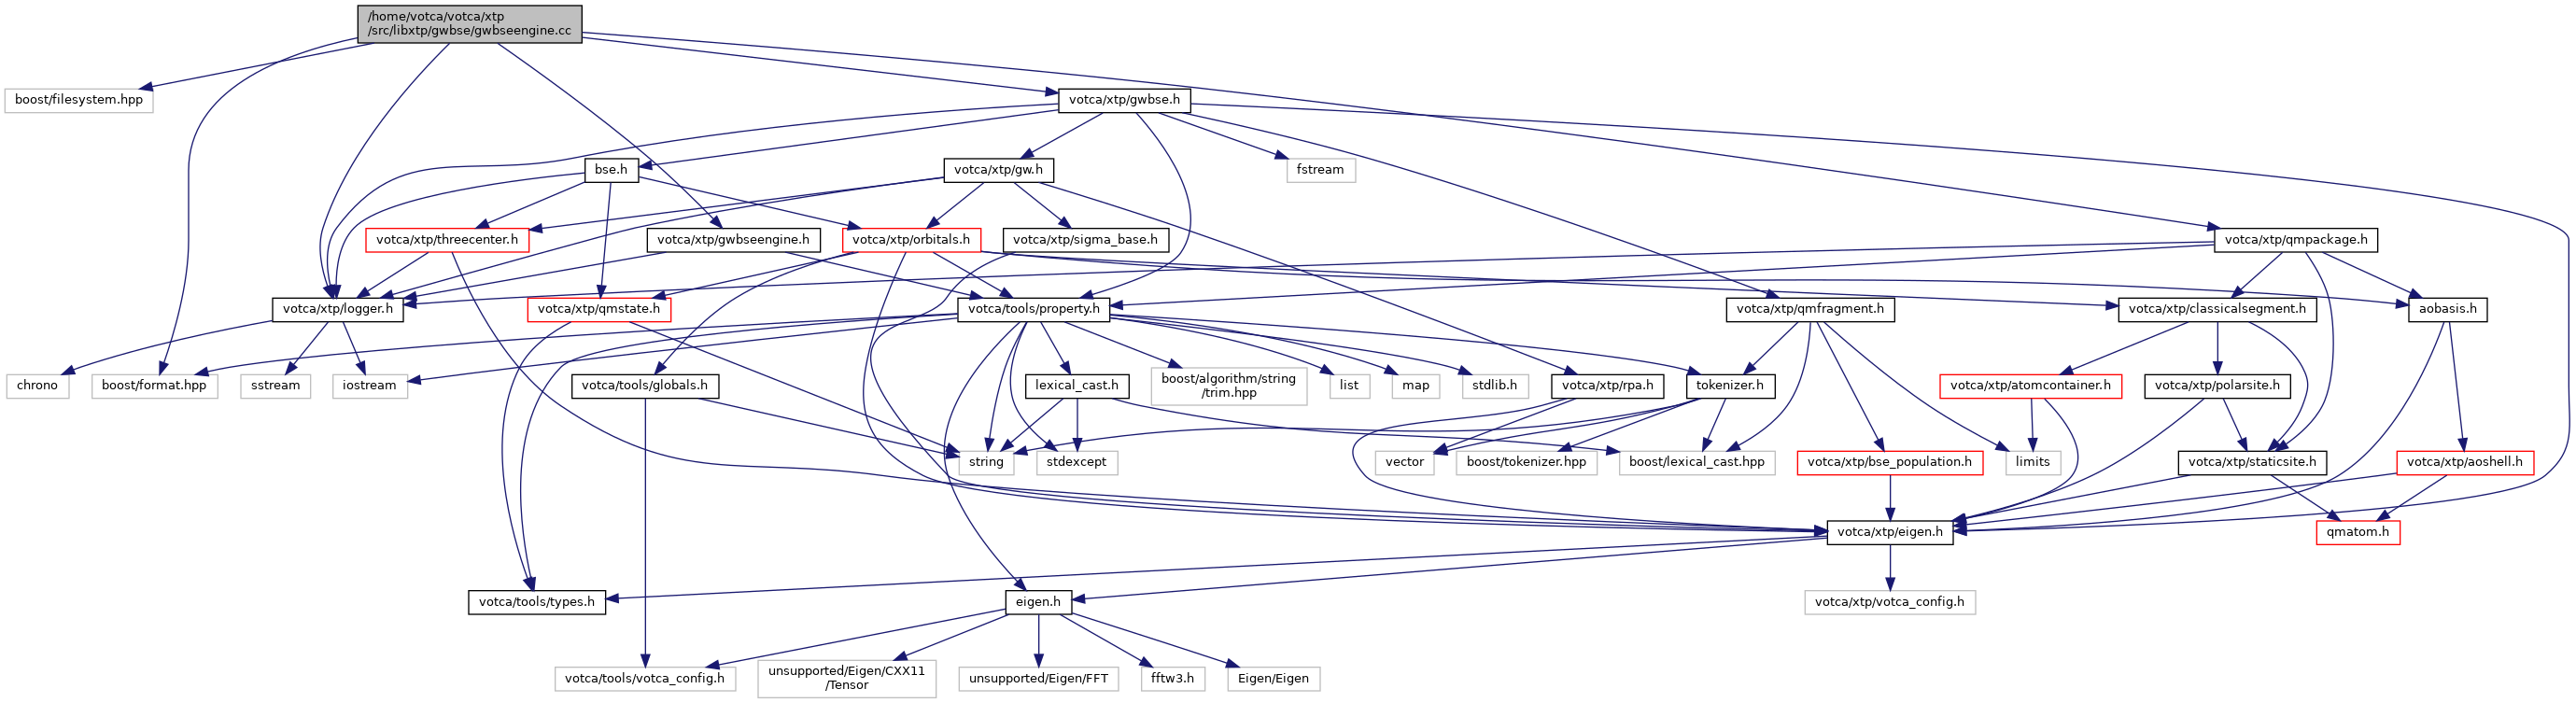 /home/votca/votca/xtp
/src/libxtp/gwbse/gwbseengine.cc
boost/filesystem.hpp
votca/xtp/gwbse.h
bse.h
votca/xtp/gw.h
fstream
votca/xtp/threecenter.h
votca/xtp/gwbseengine.h
votca/xtp/orbitals.h
votca/xtp/sigma_base.h
votca/xtp/qmpackage.h
votca/xtp/logger.h
votca/xtp/qmstate.h
votca/tools/property.h
votca/xtp/qmfragment.h
votca/xtp/classicalsegment.h
aobasis.h
chrono
boost/format.hpp
sstream
iostream
votca/tools/globals.h
lexical_cast.h
boost/algorithm/string
/trim.hpp
list
map
stdlib.h
votca/xtp/rpa.h
tokenizer.h
votca/xtp/atomcontainer.h
votca/xtp/polarsite.h
string
stdexcept
vector
boost/tokenizer.hpp
boost/lexical_cast.hpp
votca/xtp/bse_population.h
limits
votca/xtp/staticsite.h
votca/xtp/aoshell.h
votca/xtp/eigen.h
qmatom.h
votca/tools/types.h
eigen.h
votca/xtp/votca_config.h
votca/tools/votca_config.h
unsupported/Eigen/CXX11
/Tensor
unsupported/Eigen/FFT
fftw3.h
Eigen/Eigen